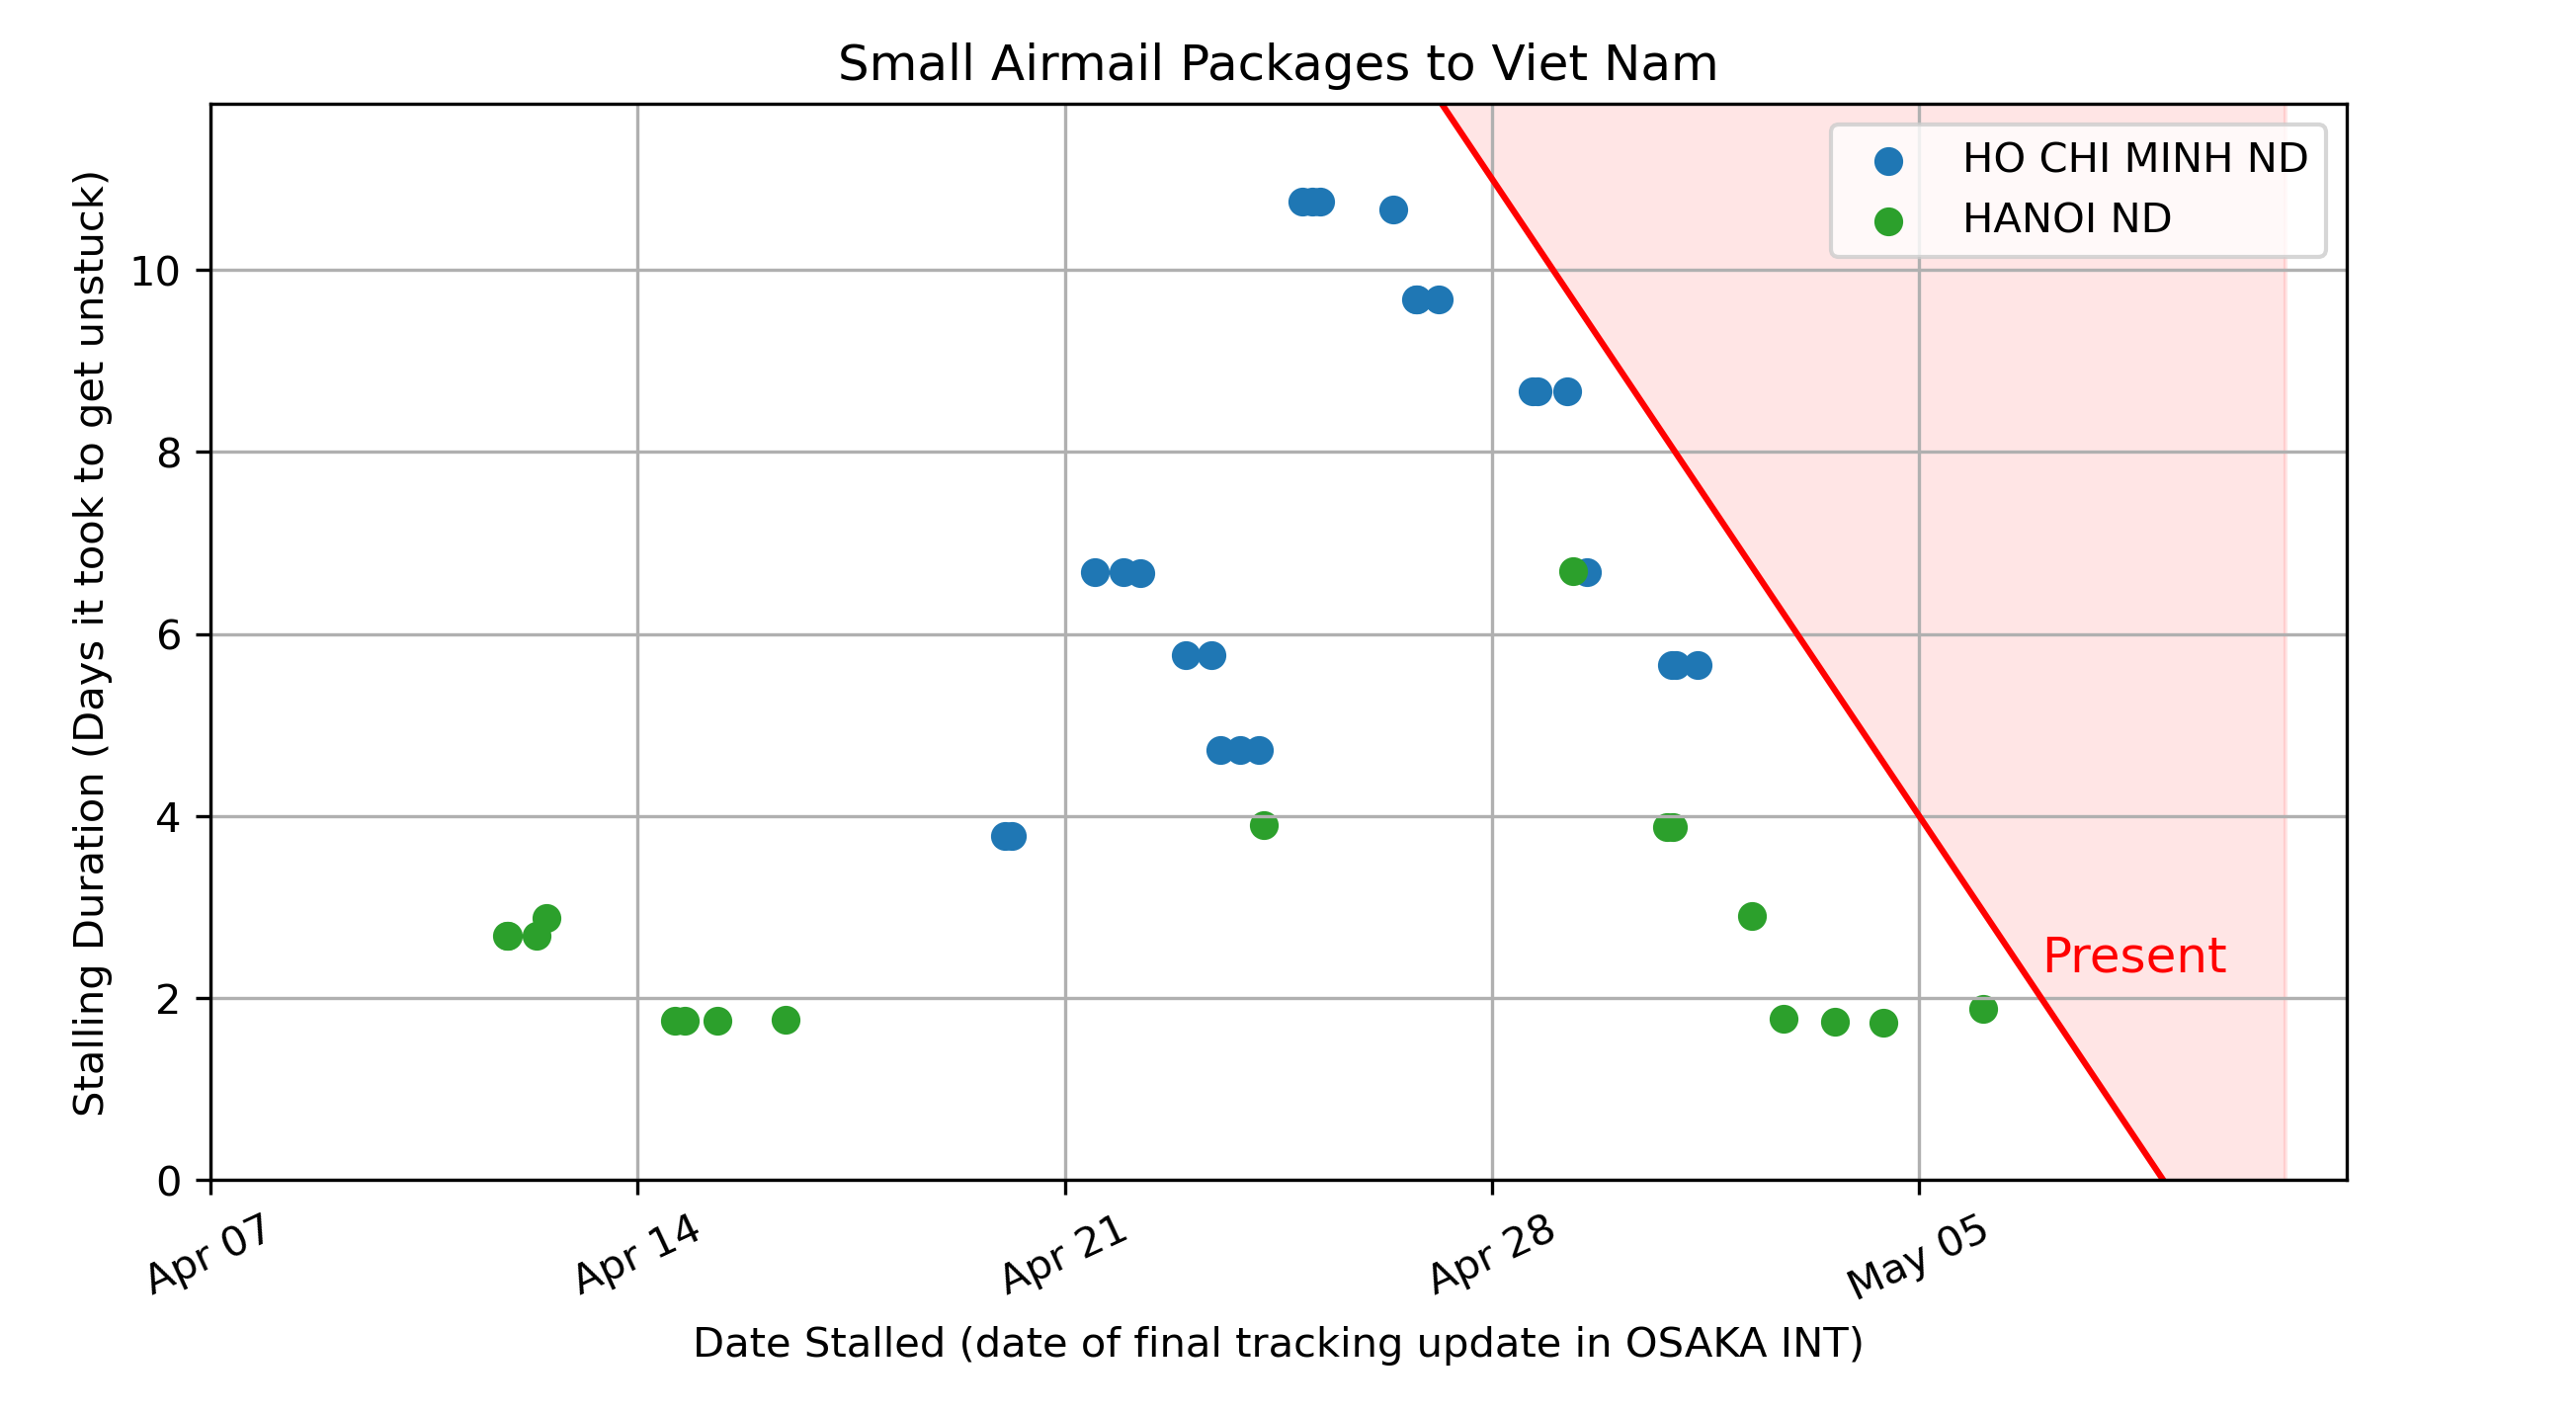 Small Airmail Packages to Viet Nam
HO CHI MINH ND
HANOI ND
Stalling Duration (Days it took to get unstuck)
10
8
6
4
2
0
Present
Apr 07
Apr 14
Apr 21
Apr 28
May 05
Date Stalled (date of final tracking update in OSAKA INT)